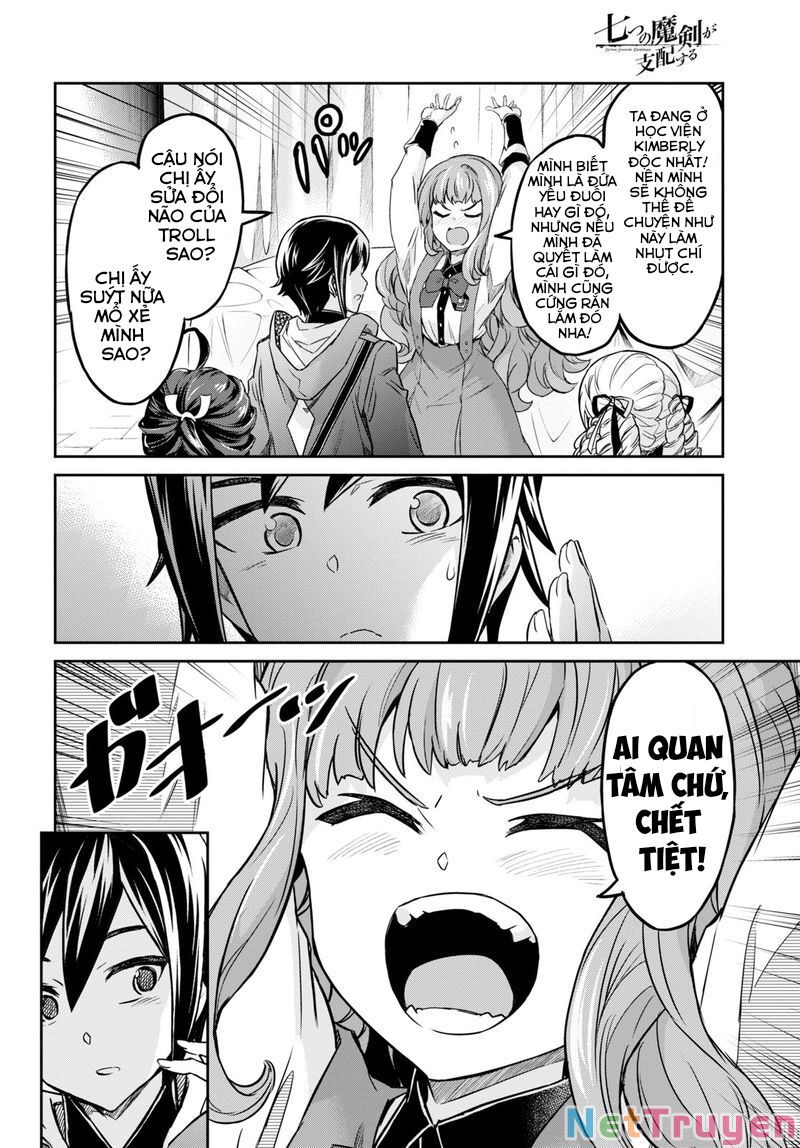 七つの魔剣が
支配する
TA ĐANG Ở
HỌC VIỆN
KIMBERLY
ĐỘC NHẤT!
NÊN MÌNH
SẼ KHÔNG
THỂ ĐỂ
CHUYỆN NHƯ
NÀY LÀM
NHỤT CHÍ
ĐƯỢC.
MÌNH BIẾT
MÌNH LÀ ĐỨA
YẾU ĐUỐI
HAY GÌ ĐÓ,
NHƯNG NẾU
MÌNH ĐÃ
QUYẾT LÀM
CÁI GÌ ĐÓ,
MÌNH CŨNG
CỨNG RẮN
LẮM ĐÓ
NHA!
CẬU NÓI
CHỊ ẤY
SỬA ĐỔI
NÃO CỦA
TROLL
SAO?
CHỊ ẤY
SUÝT NỮA
MỔ XẺ
MÌNH
SAO?
AI QUAN
TÂM CHỨ,
CHẾT
TIỆT!
ガオーッ
NetTruyen